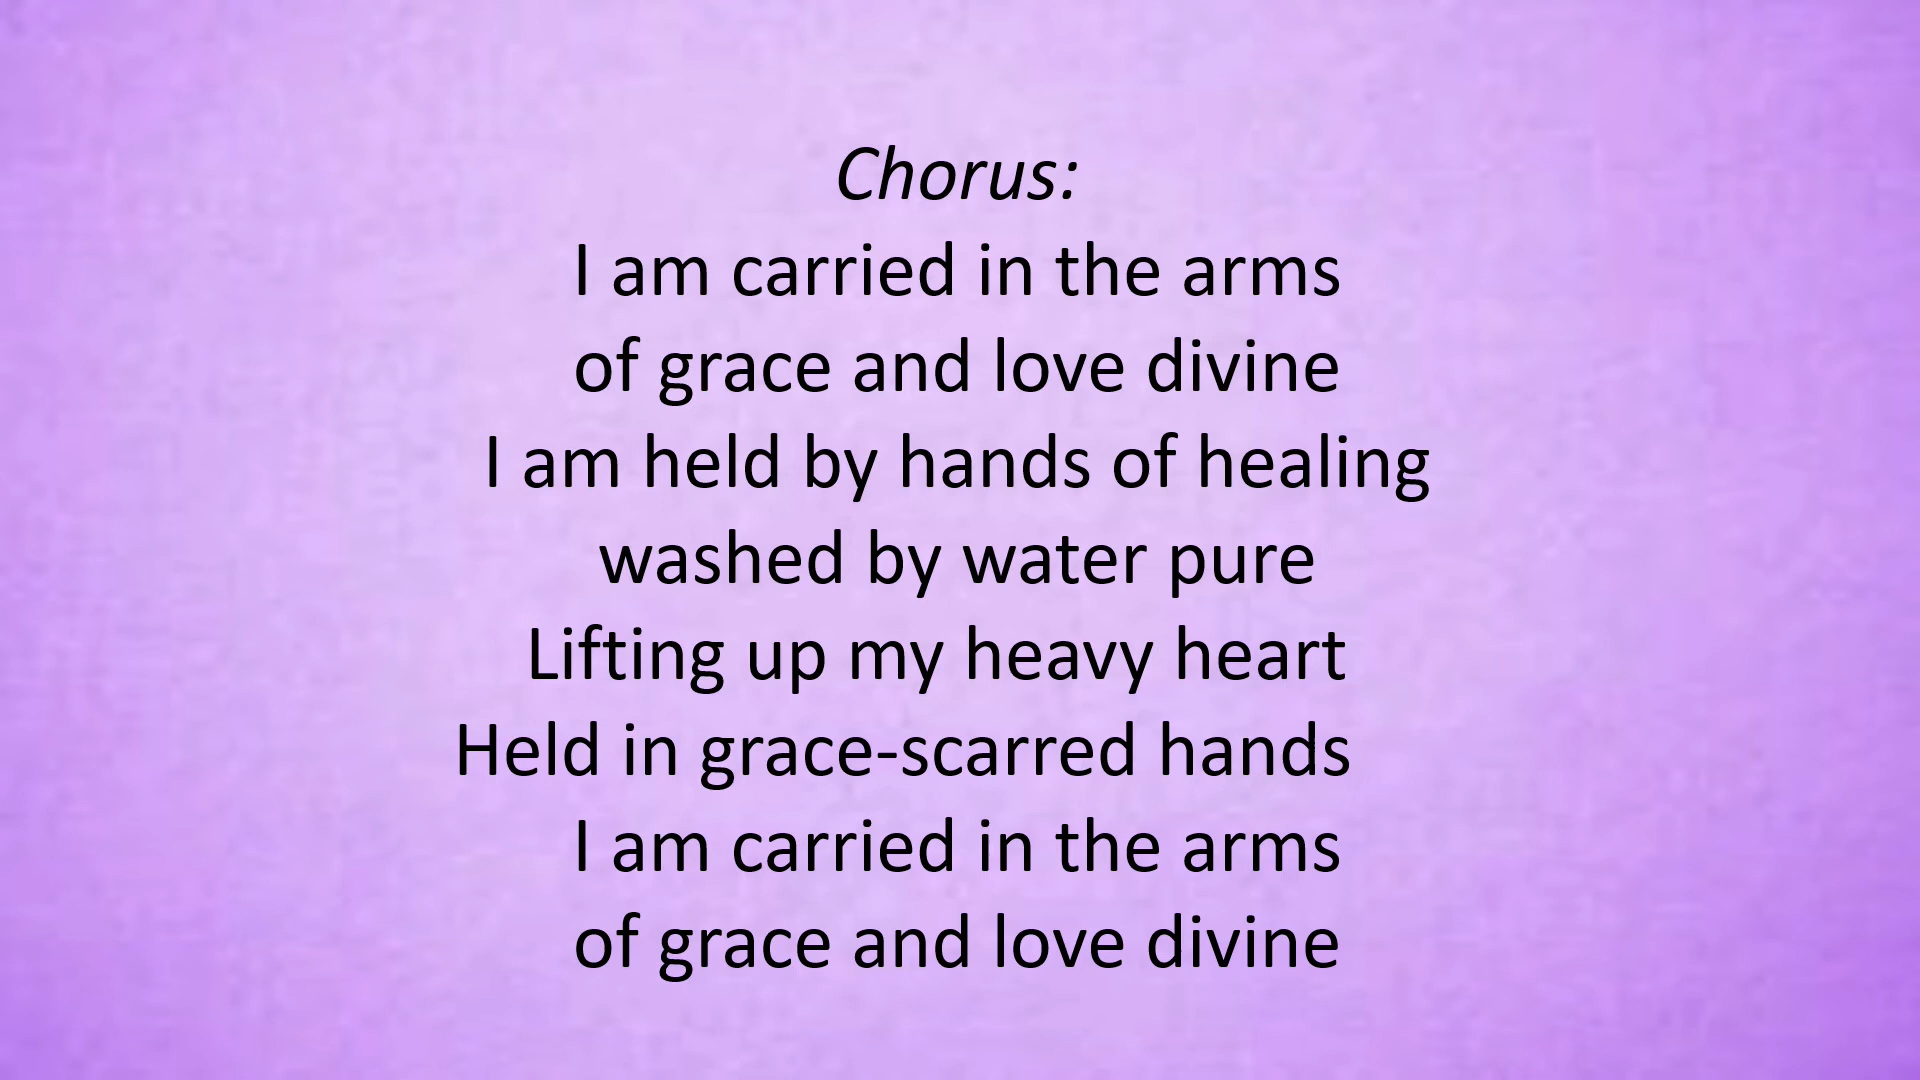 Chorus:
I am carried in the arms
of grace and love divine
I am held by hands of healing
washed by water pure
Lifting up my heavy heart
Held in grace-scarred hands
I am carried in the arms
of grace and love divine